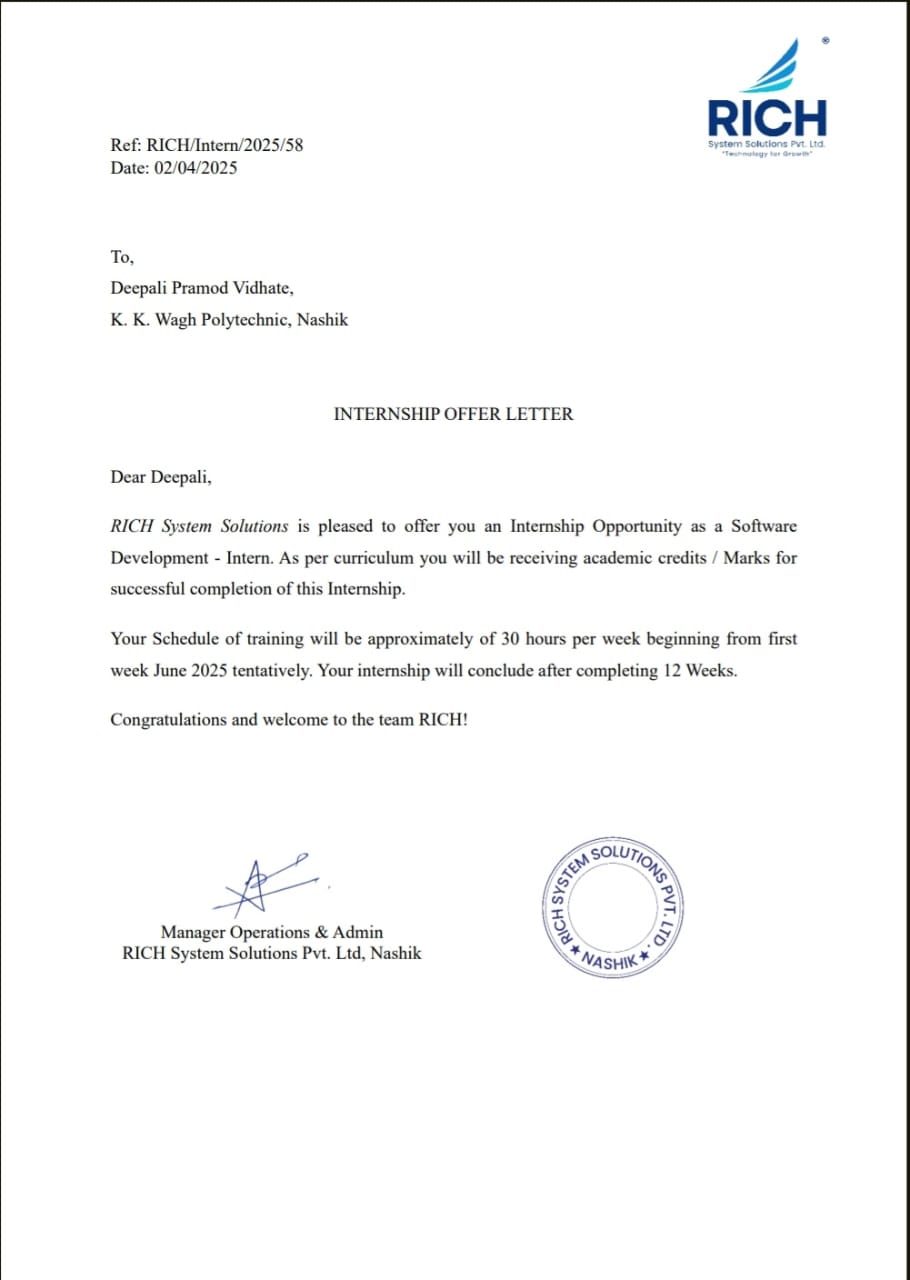 ®
RICH
System Solutions Pvt. Ltd.
"Technology for Growth"
Ref: RICH/Intern/2025/58
Date: 02/04/2025
To,
Deepali Pramod Vidhate,
K. K. Wagh Polytechnic, Nashik
INTERNSHIP OFFER LETTER
Dear Deepali,
RICH System Solutions is pleased to offer you an Internship Opportunity as a Software
Development - Intern. As per curriculum you will be receiving academic credits / Marks for
successful completion of this Internship.
Your Schedule of training will be approximately of 30 hours per week beginning from first
week June 2025 tentatively. Your internship will conclude after completing 12 Weeks.
Congratulations and welcome to the team RICH!
Manager Operations & Admin
RICH System Solutions Pvt. Ltd, Nashik
RICH SYSTEM SOLUTIONS PVT. LTD.
★ NASHIK ★